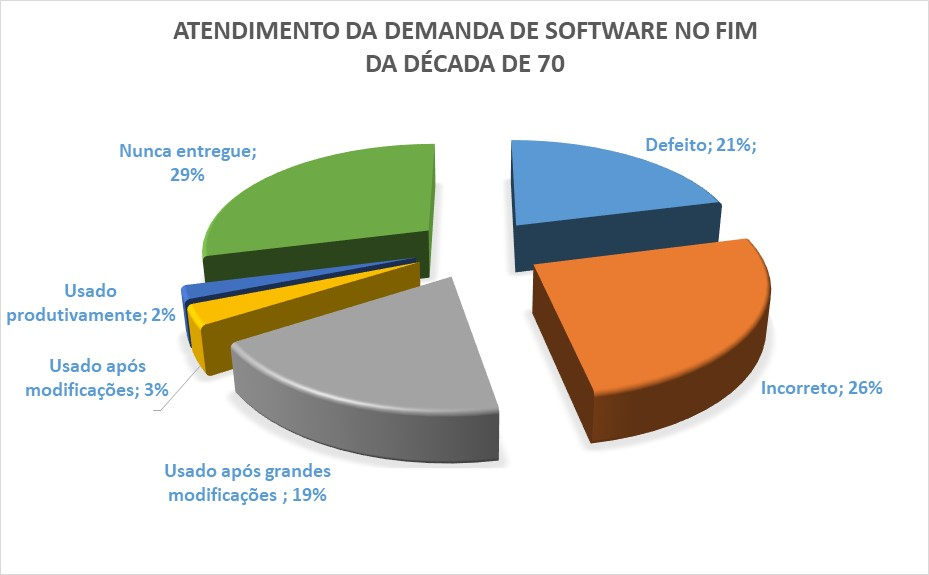 ATENDIMENTO DA DEMANDA DE SOFTWARE NO FIM
DA DÉCADA DE 70
Nunca entregue;
29%
Defeito; 21%;
Usado
produtivamente; 2%
Usado após
modificações; 3%
Incorreto; 26%
Usado após grandes
modificações ; 19%